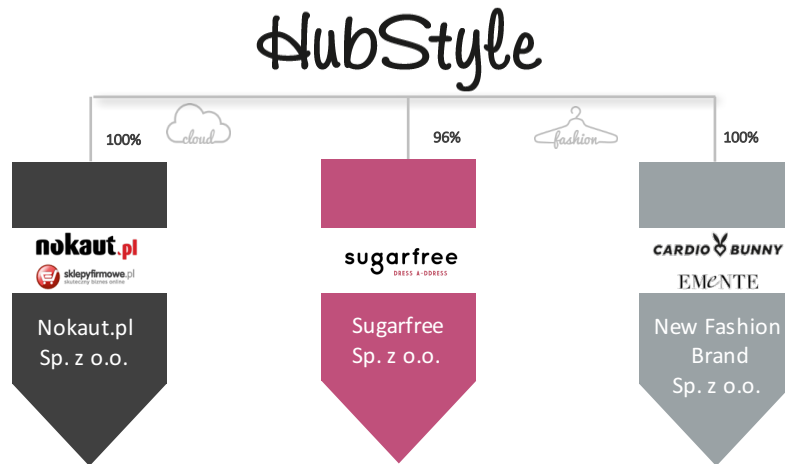 HubStyle
cloud
fashion
100%
96%
100%
nokaut.pl
sklepyfirmowe.pl
skuteczny biznes online
sugarfree
DRESS A-DDRESS
CARDIO BUNNY
EMeNTE
Nokaut.pl
Sp. z o.o.
Sugarfree
Sp. z o.o.
New Fashion
Brand
Sp. z o.o.